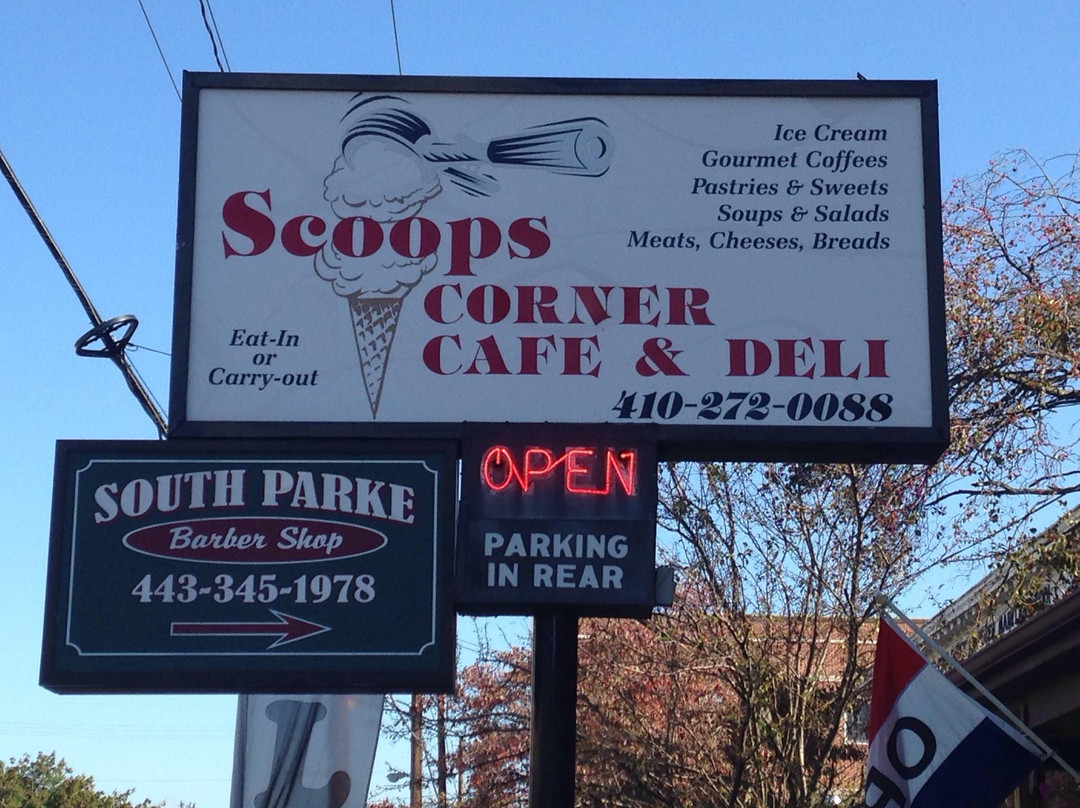 Ice Cream
Gourmet Coffees
Pastries & Sweets
Soups & Salads
Meats, Cheeses, Breads
Scoops
CORNER
CAFE & DELI
410-272-0088
Eat-In
or
Carry-out
SOUTH PARKE
Barber Shop
443-345-1978
OPEN
PARKING
IN REAR
L
O